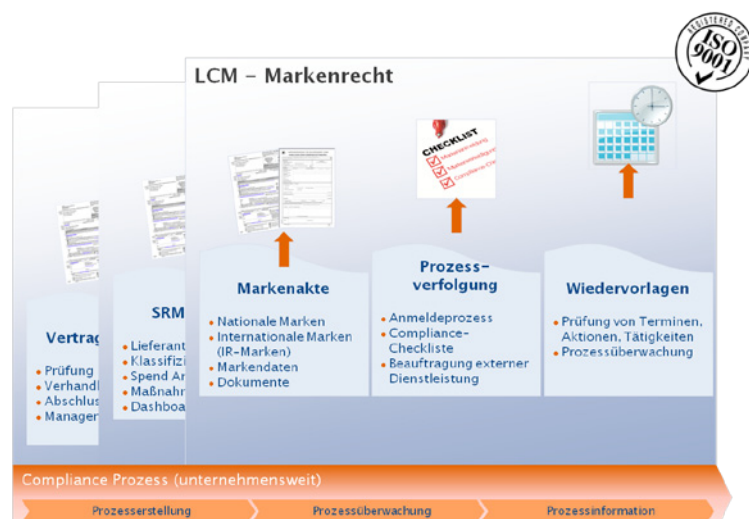 LCM – Markenrecht
REGISTERED COMPANY
ISO
9001
CHECKLIST
Markenakte
Nationale Marken
Internationale Marken
(IR-Marken)
Markendaten
Dokumente
Prozess-
verfolgung
Anmeldeprozess
Compliance-
Checkliste
Beauftragung externer
Dienstleistung
Wiedervorlagen
Prüfung von Terminen,
Aktionen, Tätigkeiten
Prozessüberwachung
SRM
Lieferant
Klassifizi
Spend An
Maßnahr
Dashboa
Vertrag
Prüfung
Verhandl
Abschlus
Manager
Compliance Prozess (unternehmensweit)
Prozesserstellung
Prozessüberwachung
Prozessinformation